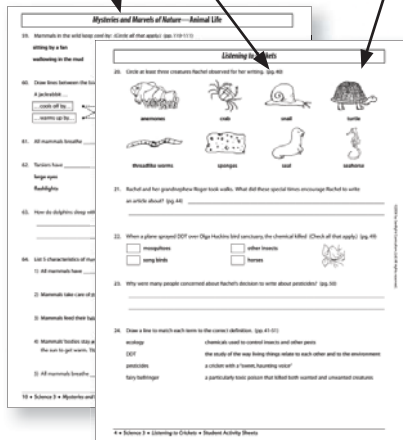 Mysteries and Marvels of Nature—Animal Life
59. Mammals in the wild keep cool by: (Circle all that apply.) (pp. 110-111)
sitting by a fan
wallowing in the mud
60. Draw lines between the
A jackrabbit ...
cools off by
warms up by
61. All mammals breathe
62. Tarsiers have
large eyes
flashlights
63. How do dolphins sleep
64. List 5 characteristics of
1) All mammals have
2) Mammals take care of
3) Mammals feed their
4) Mammals' bodies stay
the sun to get warm.
5) All mammals breathe
10 • Science 3 • Mysteries and
Listening to Crickets
20. Circle at least three creatures Rachel observed for her writing. (pg. 40)
anemones
crab
snail
turtle
threadlike worms
sponges
seal
seahorse
21. Rachel and her grandnephew Roger took walks. What did these special times encourage Rachel to write
an article about? (pg. 44)
22. When a plane sprayed DDT over Olga Huckins bird sanctuary, the chemical killed (Check all that apply.) (pg. 49)
mosquitoes
other insects
song birds
horses
23. Why were many people concerned about Rachel's decision to write about pesticides? (pg. 50)
24. Draw a line to match each term to the correct definition. (pp. 41-51)
ecology
chemicals used to control insects and other pests
DDT
the study of the way living things relate to each other and to the environment
pesticides
a cricket with a "sweet, haunting voice"
fairy bellringer
a particularly toxic poison that killed both wanted and unwanted creatures
4 • Science 3 • Listening to Crickets • Student Activity Sheets